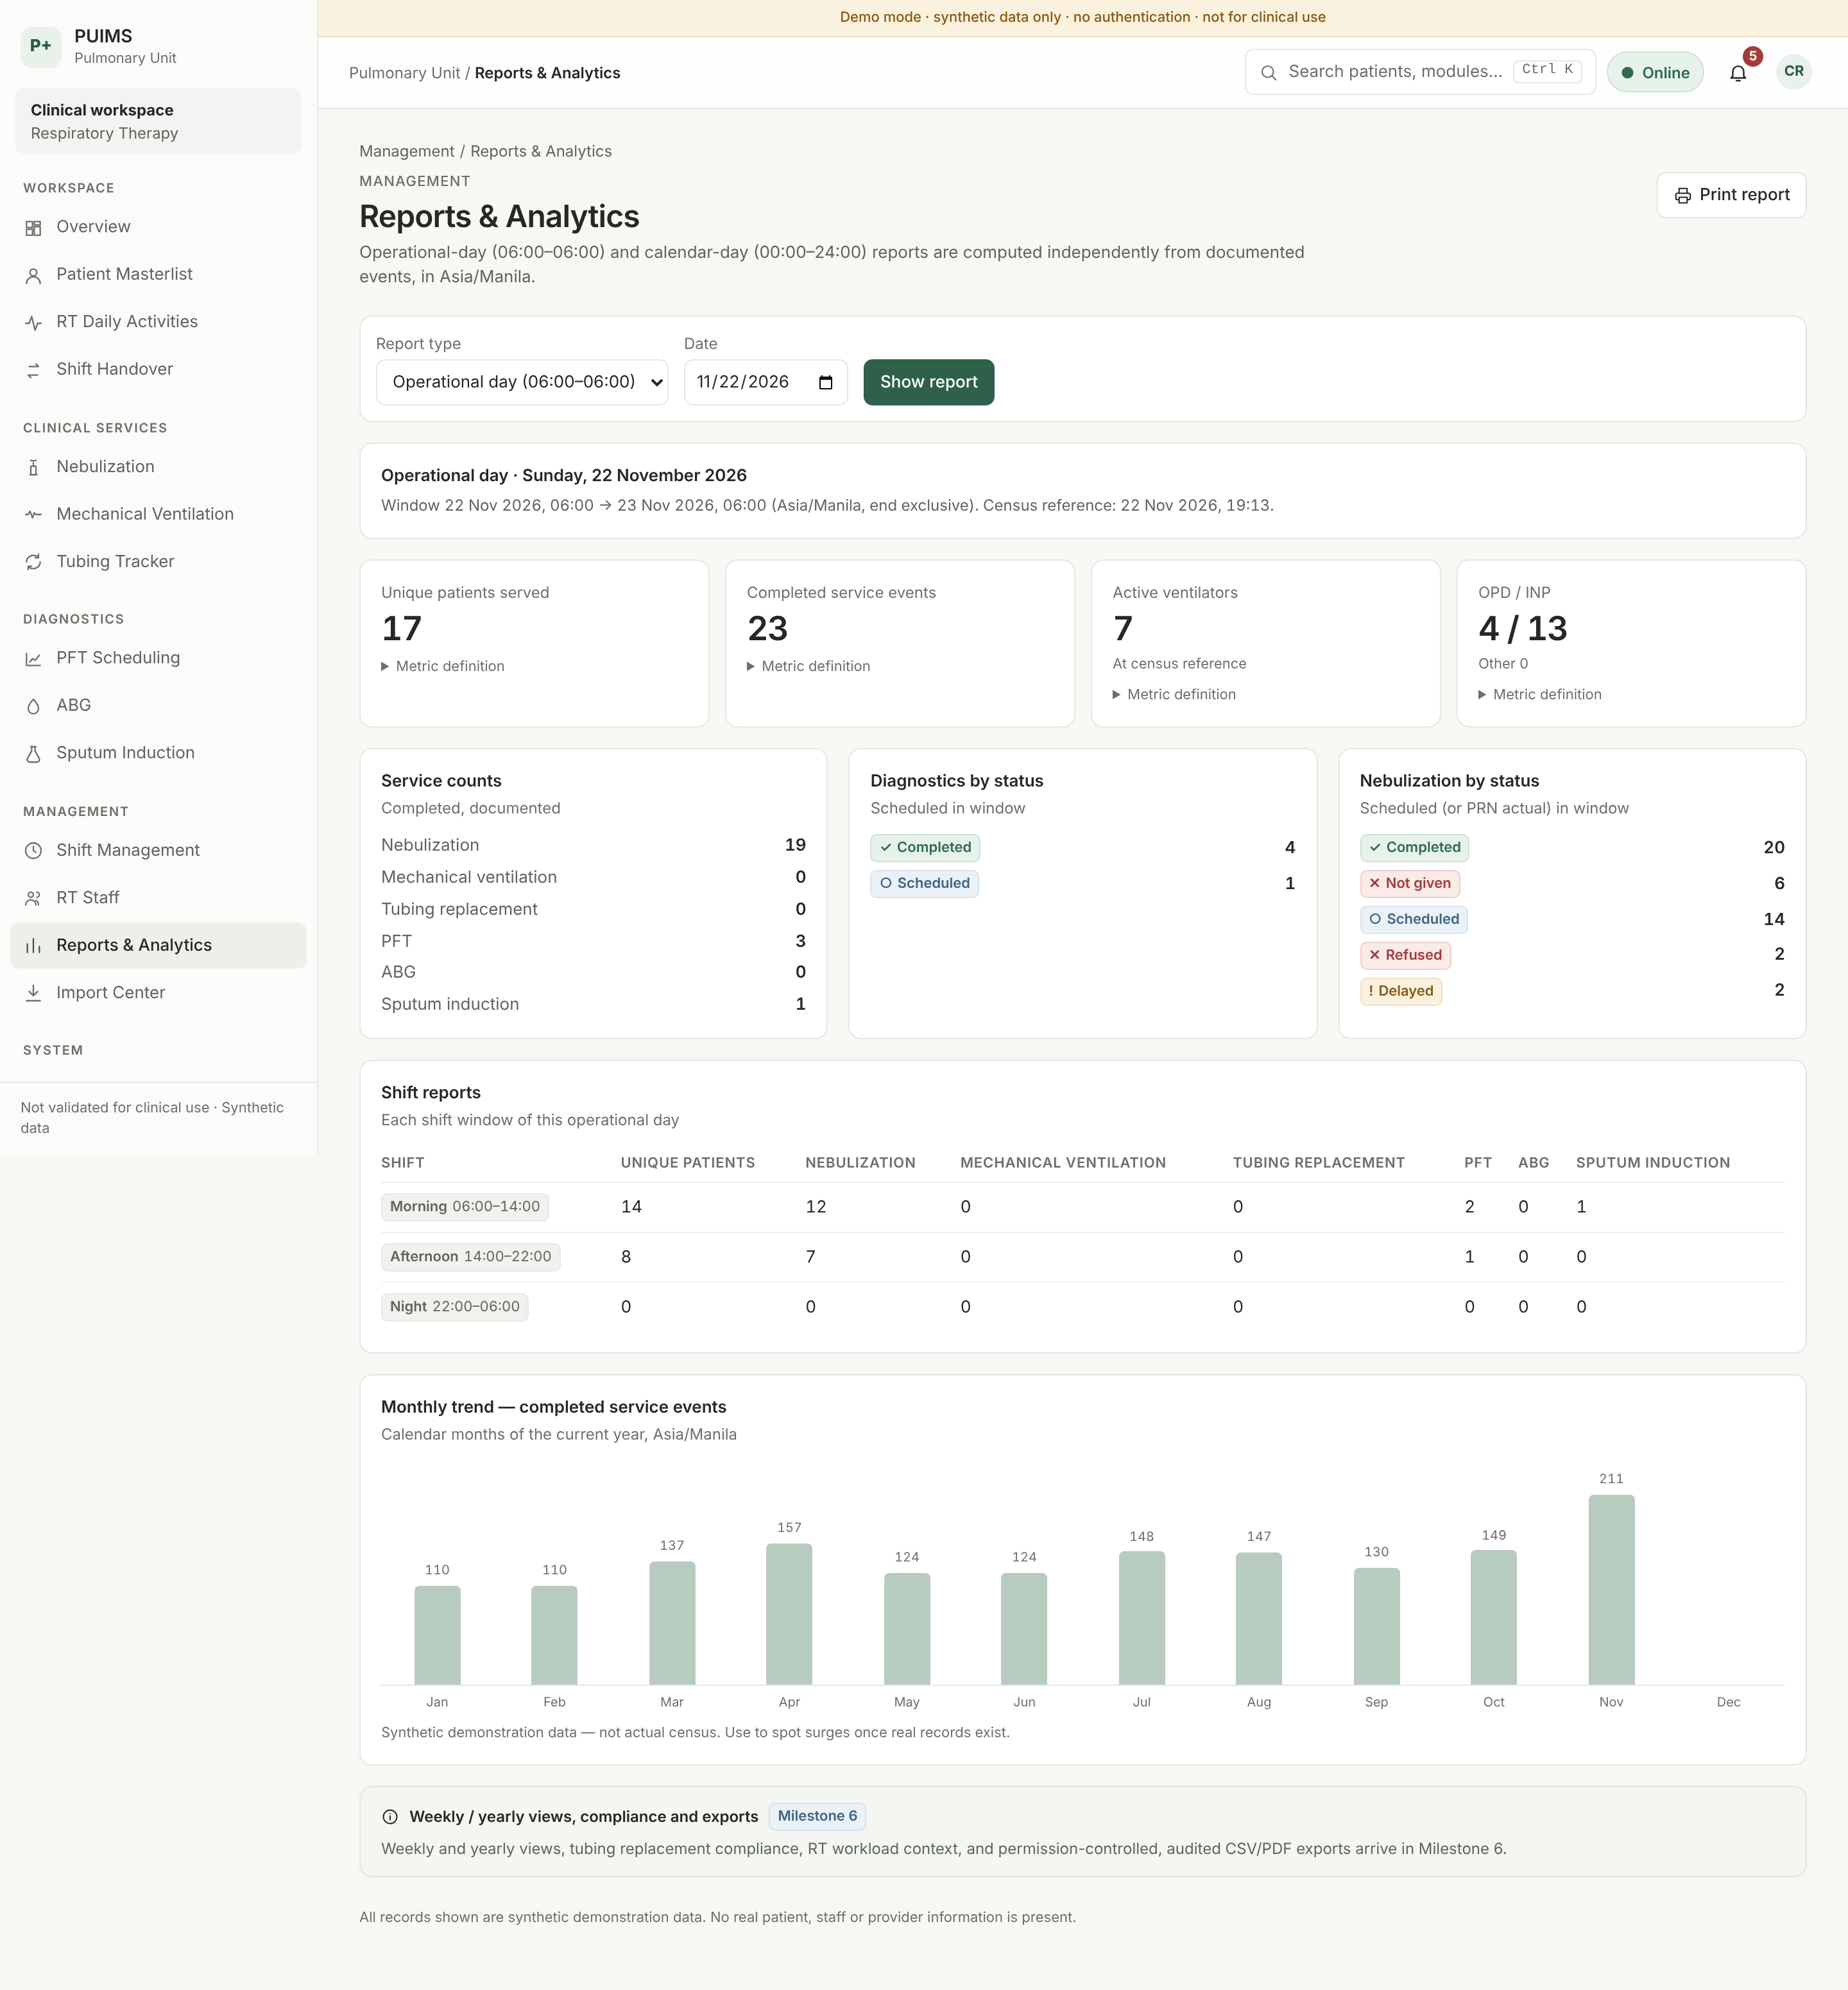 P+
PUIMS
Pulmonary Unit
Clinical workspace
Respiratory Therapy
WORKSPACE
Overview
Patient Masterlist
RT Daily Activities
Shift Handover
CLINICAL SERVICES
Nebulization
Mechanical Ventilation
Tubing Tracker
DIAGNOSTICS
PFT Scheduling
ABG
Sputum Induction
MANAGEMENT
Shift Management
RT Staff
Reports & Analytics
Import Center
SYSTEM
Not validated for clinical use · Synthetic
data
Demo mode · synthetic data only · no authentication · not for clinical use
Pulmonary Unit / Reports & Analytics
Search patients, modules... Ctrl K
Online
5
CR
Management / Reports & Analytics
MANAGEMENT
Reports & Analytics
Operational-day (06:00–06:00) and calendar-day (00:00–24:00) reports are computed independently from documented
events, in Asia/Manila.
Print report
Report type
Operational day (06:00–06:00)
Date
11/22/2026
Show report
Operational day · Sunday, 22 November 2026
Window 22 Nov 2026, 06:00 → 23 Nov 2026, 06:00 (Asia/Manila, end exclusive). Census reference: 22 Nov 2026, 19:13.
Unique patients served
17
Metric definition
Completed service events
23
Metric definition
Active ventilators
7
At census reference
Metric definition
OPD / INP
4 / 13
Other 0
Metric definition
Service counts
Completed, documented
Nebulization 19
Mechanical ventilation 0
Tubing replacement 0
PFT 3
ABG 0
Sputum induction 1
Diagnostics by status
Scheduled in window
Completed 4
Scheduled 1
Nebulization by status
Scheduled (or PRN actual) in window
Completed 20
Not given 6
Scheduled 14
Refused 2
! Delayed 2
Shift reports
Each shift window of this operational day
SHIFT UNIQUE PATIENTS NEBULIZATION MECHANICAL VENTILATION TUBING REPLACEMENT PFT ABG SPUTUM INDUCTION
Morning 06:00–14:00 14 12 0 0 2 0 1
Afternoon 14:00–22:00 8 7 0 0 1 0 0
Night 22:00–06:00 0 0 0 0 0 0 0
Monthly trend — completed service events
Calendar months of the current year, Asia/Manila
110 110 137 157 124 124 148 147 130 149 211
Jan Feb Mar Apr May Jun Jul Aug Sep Oct Nov Dec
Synthetic demonstration data — not actual census. Use to spot surges once real records exist.
Weekly / yearly views, compliance and exports Milestone 6
Weekly and yearly views, tubing replacement compliance, RT workload context, and permission-controlled, audited CSV/PDF exports arrive in Milestone 6.
All records shown are synthetic demonstration data. No real patient, staff or provider information is present.